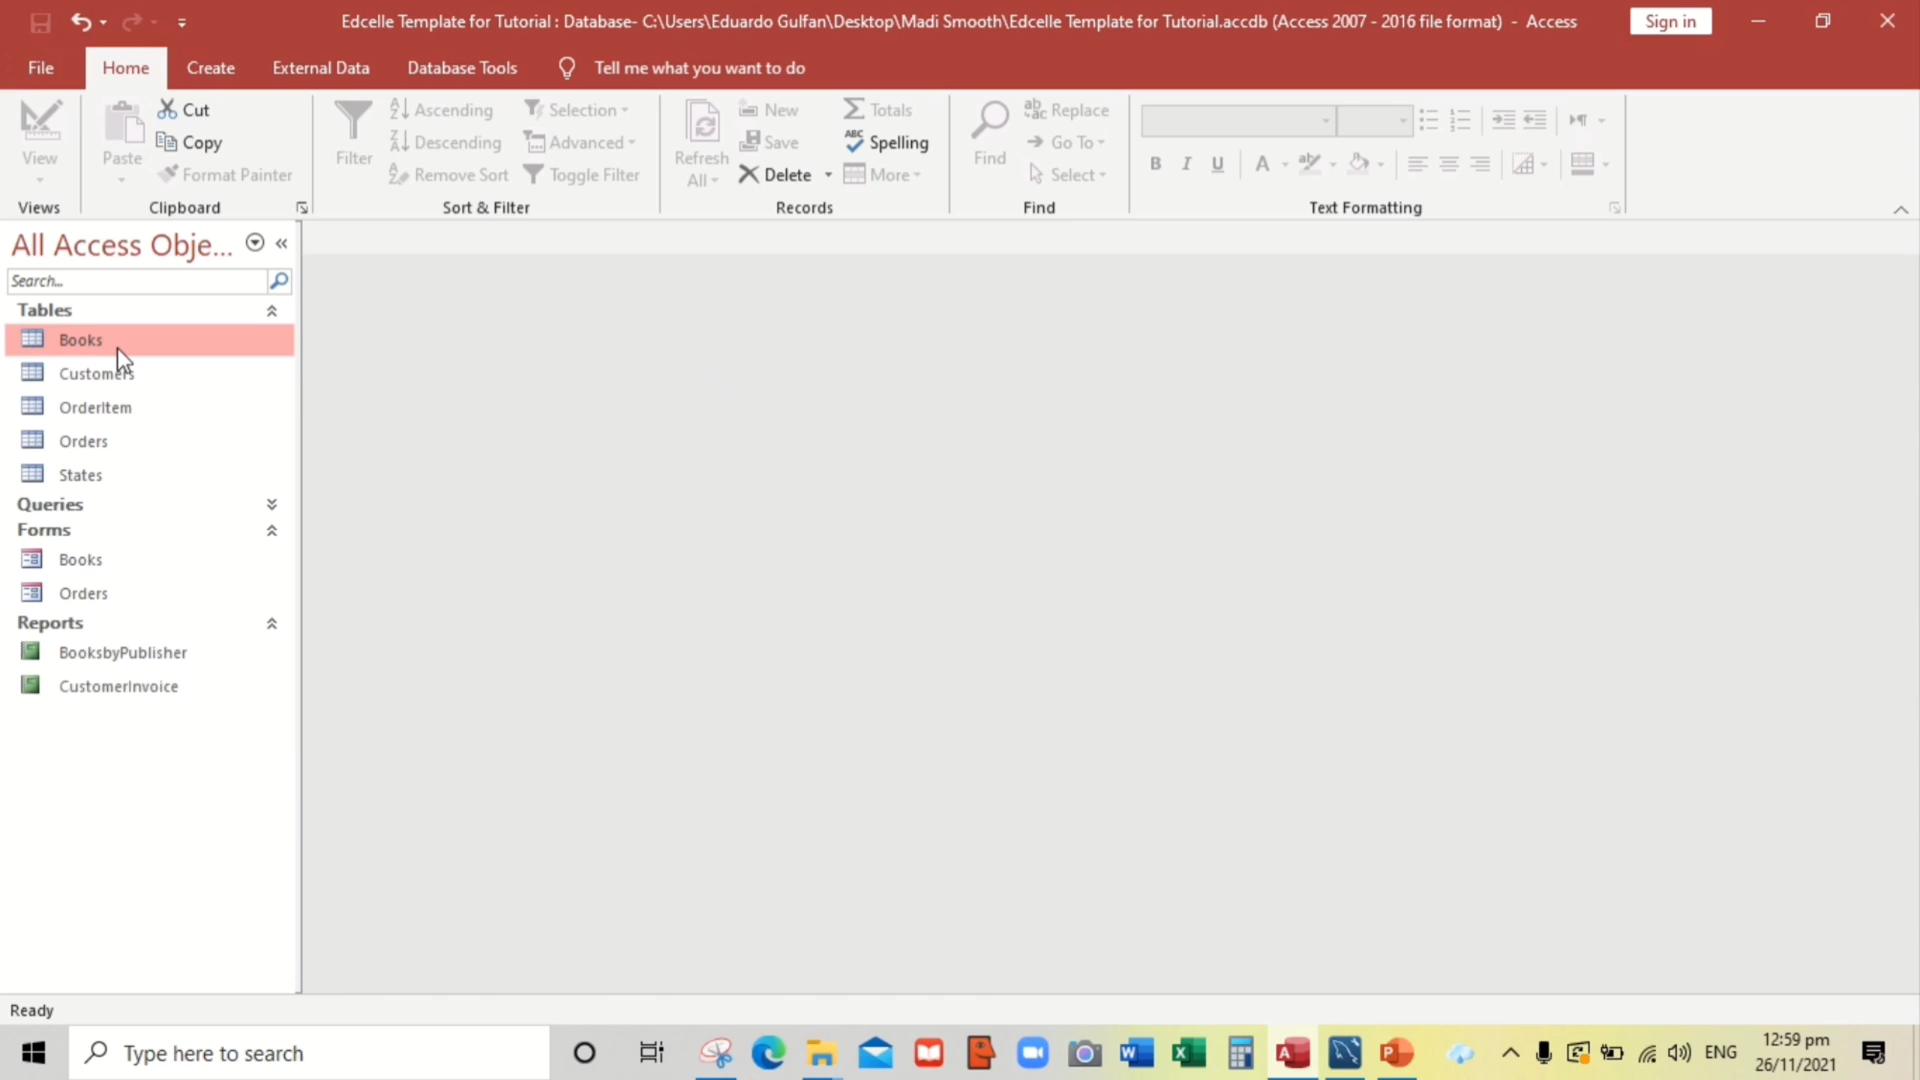 Edcelle Template for Tutorial : Database- C:\Users\Eduardo Gulfan\Desktop\Madi Smooth\Edcelle Template for Tutorial.accdb (Access 2007 - 2016 file format) - Access
Sign in
File
Home
Create
External Data
Database Tools
Tell me what you want to do
View
Paste
Cut
Copy
Format Painter
Filter
Ascending
Descending
Remove Sort
Selection
Advanced
Toggle Filter
Refresh
All
New
Save
Delete
Totals
Spelling
More
Find
Replace
Go To
Select
B I U A
Views
Clipboard
Sort & Filter
Records
Find
Text Formatting
All Access Obje...
Search...
Tables
Books
Customers
OrderItem
Orders
States
Queries
Forms
Books
Orders
Reports
BooksbyPublisher
CustomerInvoice
Ready
Type here to search
ENG
12:59 pm
26/11/2021